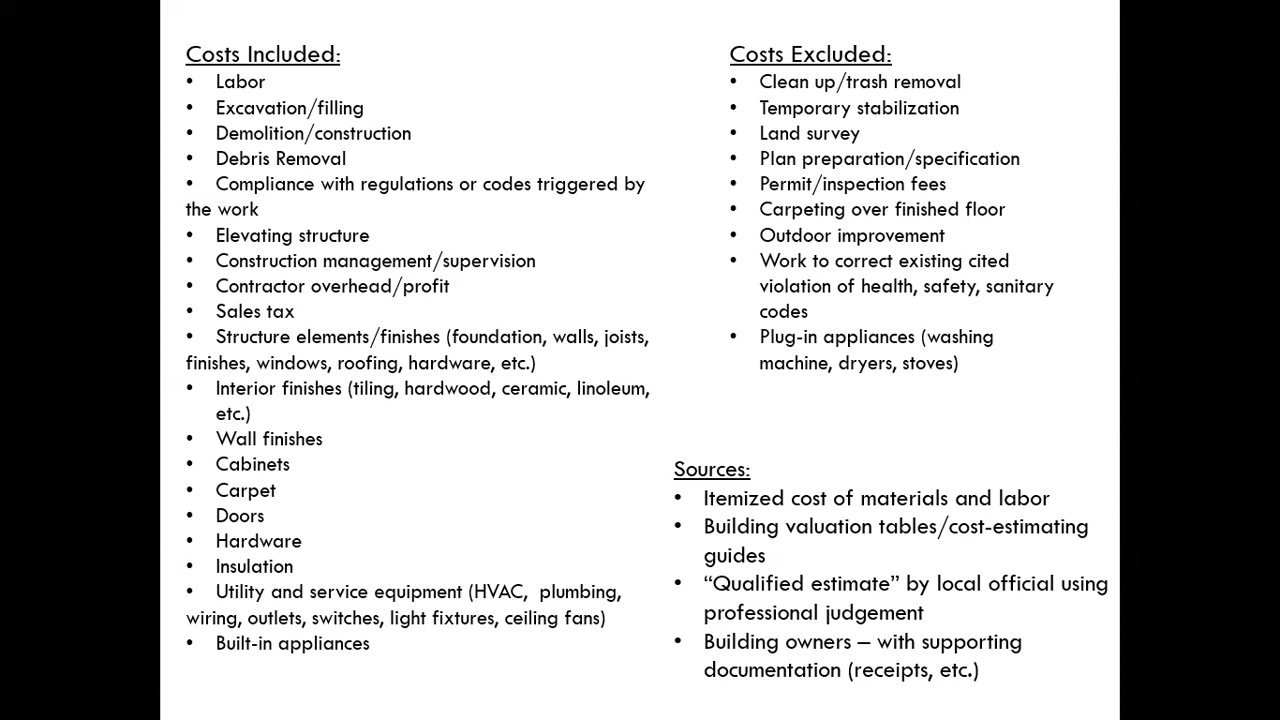 Costs Included:
• Labor
• Excavation/filling
• Demolition/construction
• Debris Removal
• Compliance with regulations or codes triggered by
the work
• Elevating structure
• Construction management/supervision
• Contractor overhead/profit
• Sales tax
• Structure elements/finishes (foundation, walls, joists,
finishes, windows, roofing, hardware, etc.)
• Interior finishes (tiling, hardwood, ceramic, linoleum,
etc.)
• Wall finishes
• Cabinets
• Carpet
• Doors
• Hardware
• Insulation
• Utility and service equipment (HVAC, plumbing,
wiring, outlets, switches, light fixtures, ceiling fans)
• Built-in appliances
Costs Excluded:
• Clean up/trash removal
• Temporary stabilization
• Land survey
• Plan preparation/specification
• Permit/inspection fees
• Carpeting over finished floor
• Outdoor improvement
• Work to correct existing cited
violation of health, safety, sanitary
codes
• Plug-in appliances (washing
machine, dryers, stoves)
Sources:
• Itemized cost of materials and labor
• Building valuation tables/cost-estimating
guides
• “Qualified estimate” by local official using
professional judgement
• Building owners – with supporting
documentation (receipts, etc.)